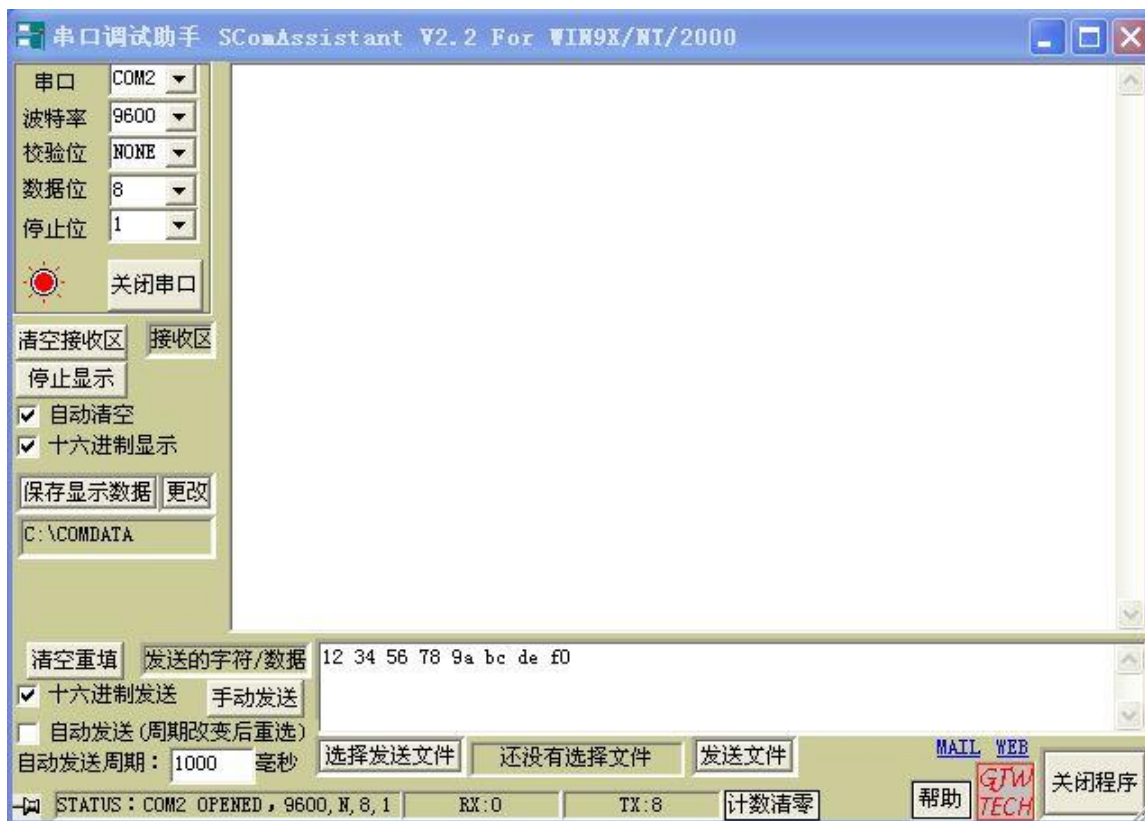 串口调试助手 SComAssistant V2.2 For WIN9X/NT/2000
串口 COM2
波特率 9600
校验位 NONE
数据位 8
停止位 1
关闭串口
清空接收区 接收区
停止显示
自动清空
十六进制显示
保存显示数据 更改
C:\COMDATA
清空重填 发送的字符/数据 12 34 56 78 9a bc de f0
十六进制发送 手动发送
自动发送(周期改变后重选)
自动发送周期: 1000 毫秒 选择发送文件 还没有选择文件 发送文件 MAIL WEB
STATUS:COM2 OPENED,9600,N,8,1 RX:0 TX:8 计数清零 帮助 GJW TECH 关闭程序